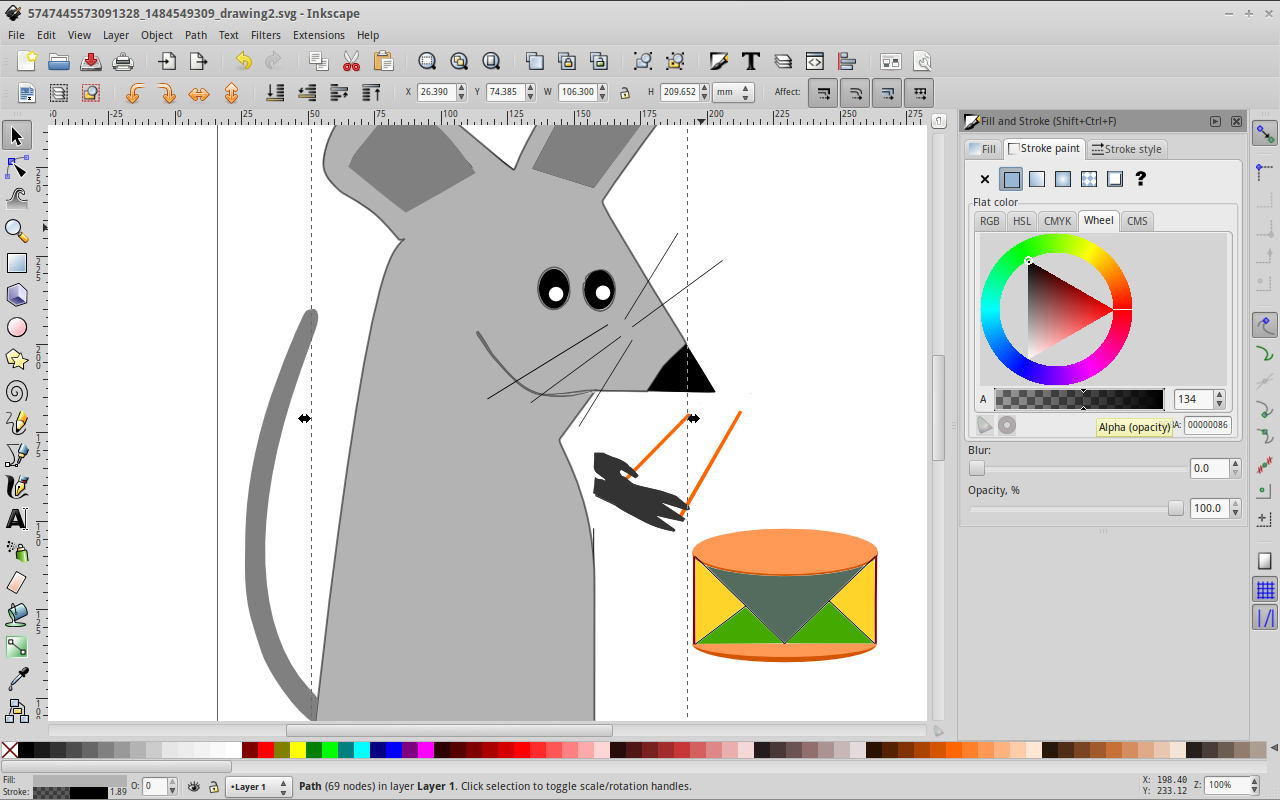 5747445573091328_1484549309_drawing2.svg - Inkscape
File Edit View Layer Object Path Text Filters Extensions Help
X 26.390 Y 74.385 W 106.300 H 209.652 mm Affect:
-25 0 25 50 75 100 125 150 175 200 225 250 275
Fill and Stroke (Shift+Ctrl+F)
Fill Stroke paint Stroke style
?
Flat color
RGB HSL CMYK Wheel CMS
A 134
Alpha (opacity) A: 00000086
Blur:
0.0
Opacity, %
100.0
Fill:
Stroke: 1.89 O: 0 •Layer 1 Path (69 nodes) in layer Layer 1. Click selection to toggle scale/rotation handles. X: 198.40 Z: 100%
Y: 233.12